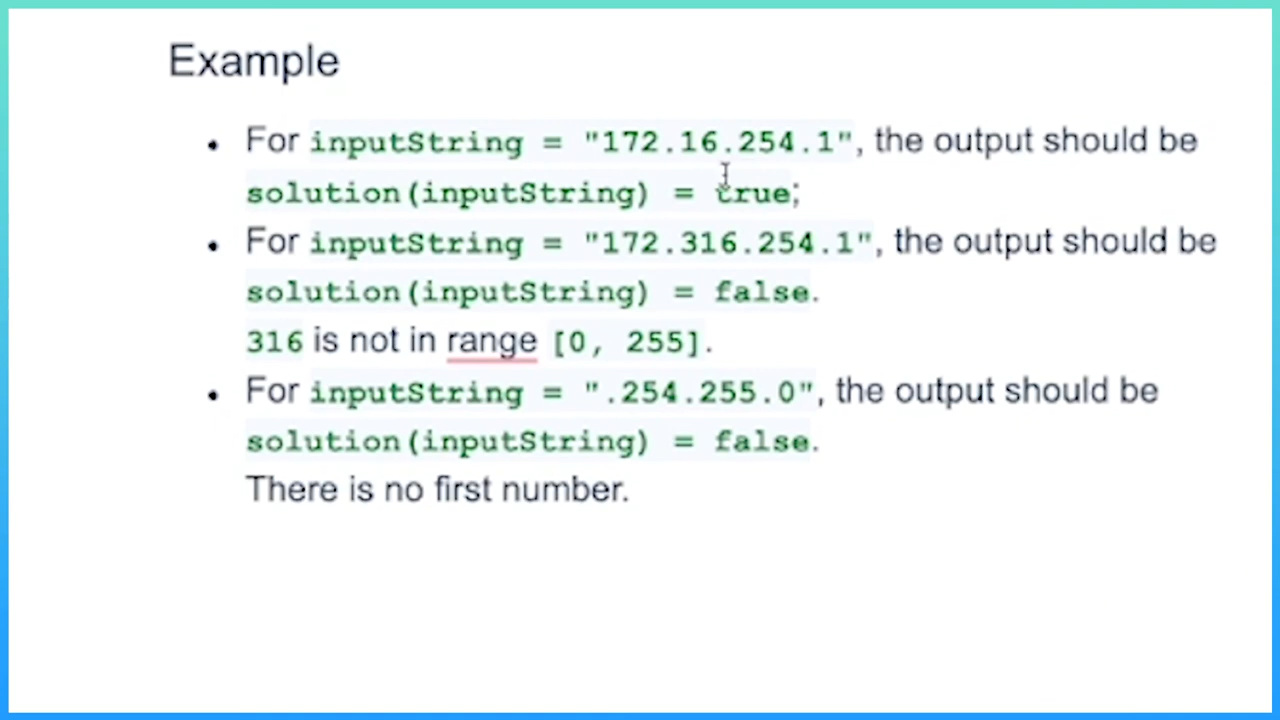 Example
• For inputString = "172.16.254.1", the output should be
solution(inputString) = true;
• For inputString = "172.316.254.1", the output should be
solution(inputString) = false.
316 is not in range [0, 255].
• For inputString = ".254.255.0", the output should be
solution(inputString) = false.
There is no first number.